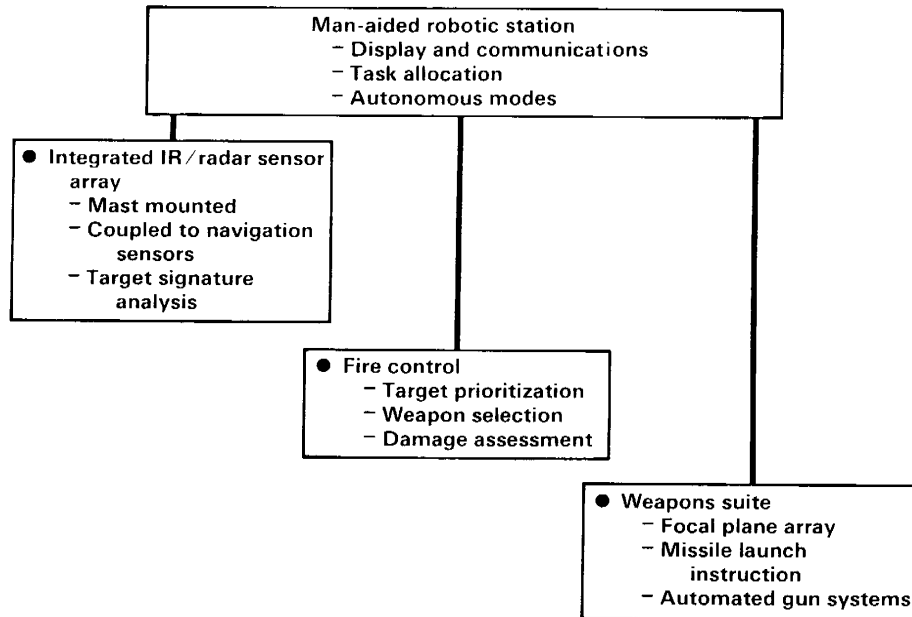 Man-aided robotic station
– Display and communications
– Task allocation
– Autonomous modes
● Integrated IR/radar sensor
array
– Mast mounted
– Coupled to navigation
sensors
– Target signature
analysis
● Fire control
– Target prioritization
– Weapon selection
– Damage assessment
● Weapons suite
– Focal plane array
– Missile launch
instruction
– Automated gun systems